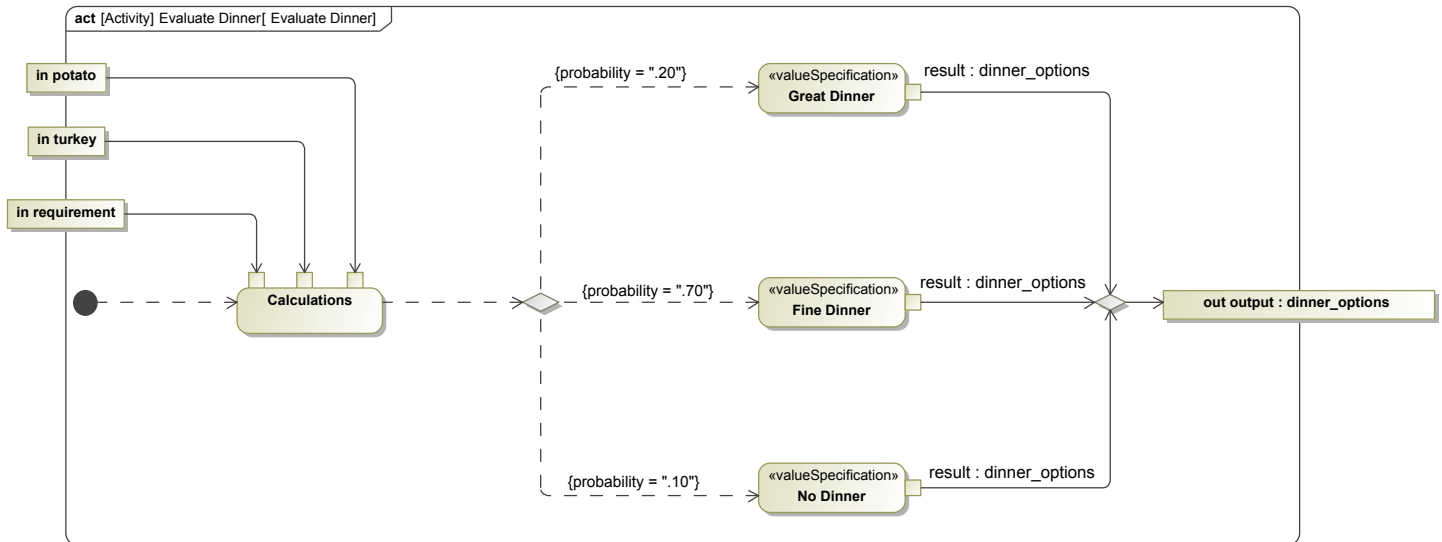 act [Activity] Evaluate Dinner[ Evaluate Dinner]
in potato
in turkey
in requirement
Calculations
{probability = ".20"}
«valueSpecification»
Great Dinner
result : dinner_options
{probability = ".70"}
«valueSpecification»
Fine Dinner
result : dinner_options
out output : dinner_options
{probability = ".10"}
«valueSpecification»
No Dinner
result : dinner_options